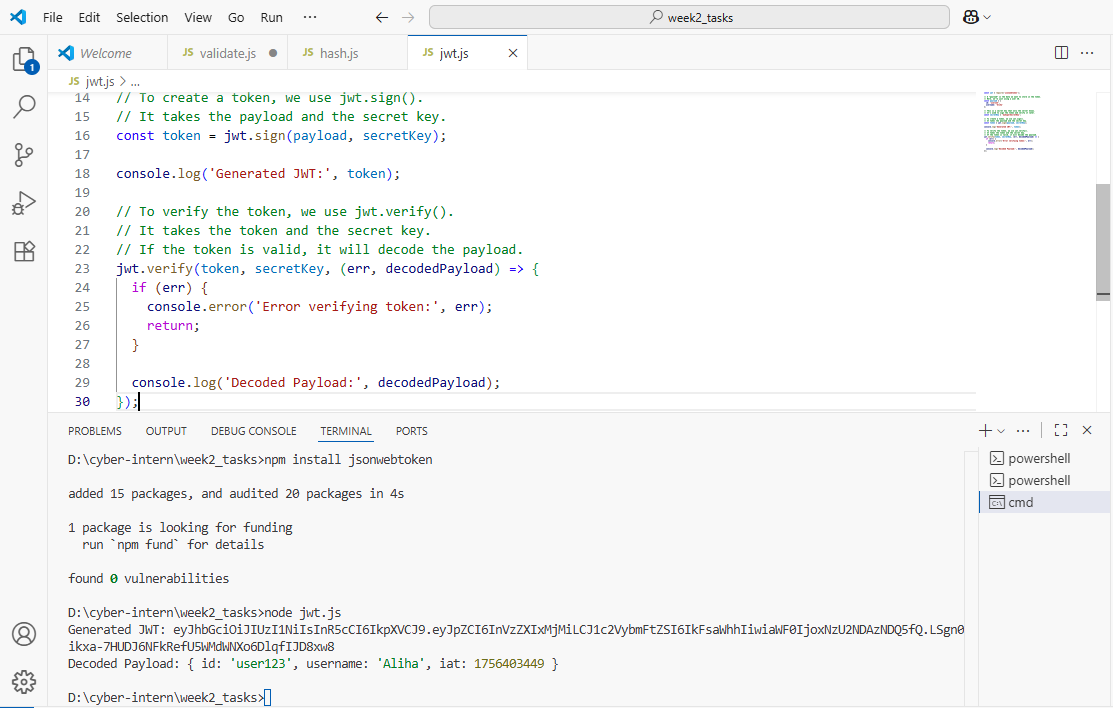 File Edit Selection View Go Run ··· week2_tasks
Welcome JS validate.js JS hash.js JS jwt.js
JS jwt.js > ...
14 // To create a token, we use jwt.sign().
15 // It takes the payload and the secret key.
16 const token = jwt.sign(payload, secretKey);
17
18 console.log('Generated JWT:', token);
19
20 // To verify the token, we use jwt.verify().
21 // It takes the token and the secret key.
22 // If the token is valid, it will decode the payload.
23 jwt.verify(token, secretKey, (err, decodedPayload) => {
24 if (err) {
25 console.error('Error verifying token:', err);
26 return;
27 }
28
29 console.log('Decoded Payload:', decodedPayload);
30 });
1
PROBLEMS OUTPUT DEBUG CONSOLE TERMINAL PORTS
D:\cyber-intern\week2_tasks>npm install jsonwebtoken
added 15 packages, and audited 20 packages in 4s
1 package is looking for funding
run `npm fund` for details
found 0 vulnerabilities
D:\cyber-intern\week2_tasks>node jwt.js
Generated JWT: eyJhbGciOiJIUzI1NiIsInR5cCI6IkpXVCJ9.eyJpZCI6InVzZXIxMjMiLCJ1c2VybmFtZSI6IkFsaWhhIiwiaWF0IjoxNzU2NDAzNDQ5fQ.LSgn0
ikxa-7HUDJ6NFkRefU5WMdWNXo6DlqfIJD8xw8
Decoded Payload: { id: 'user123', username: 'Aliha', iat: 1756403449 }
D:\cyber-intern\week2_tasks>
powershell
powershell
cmd